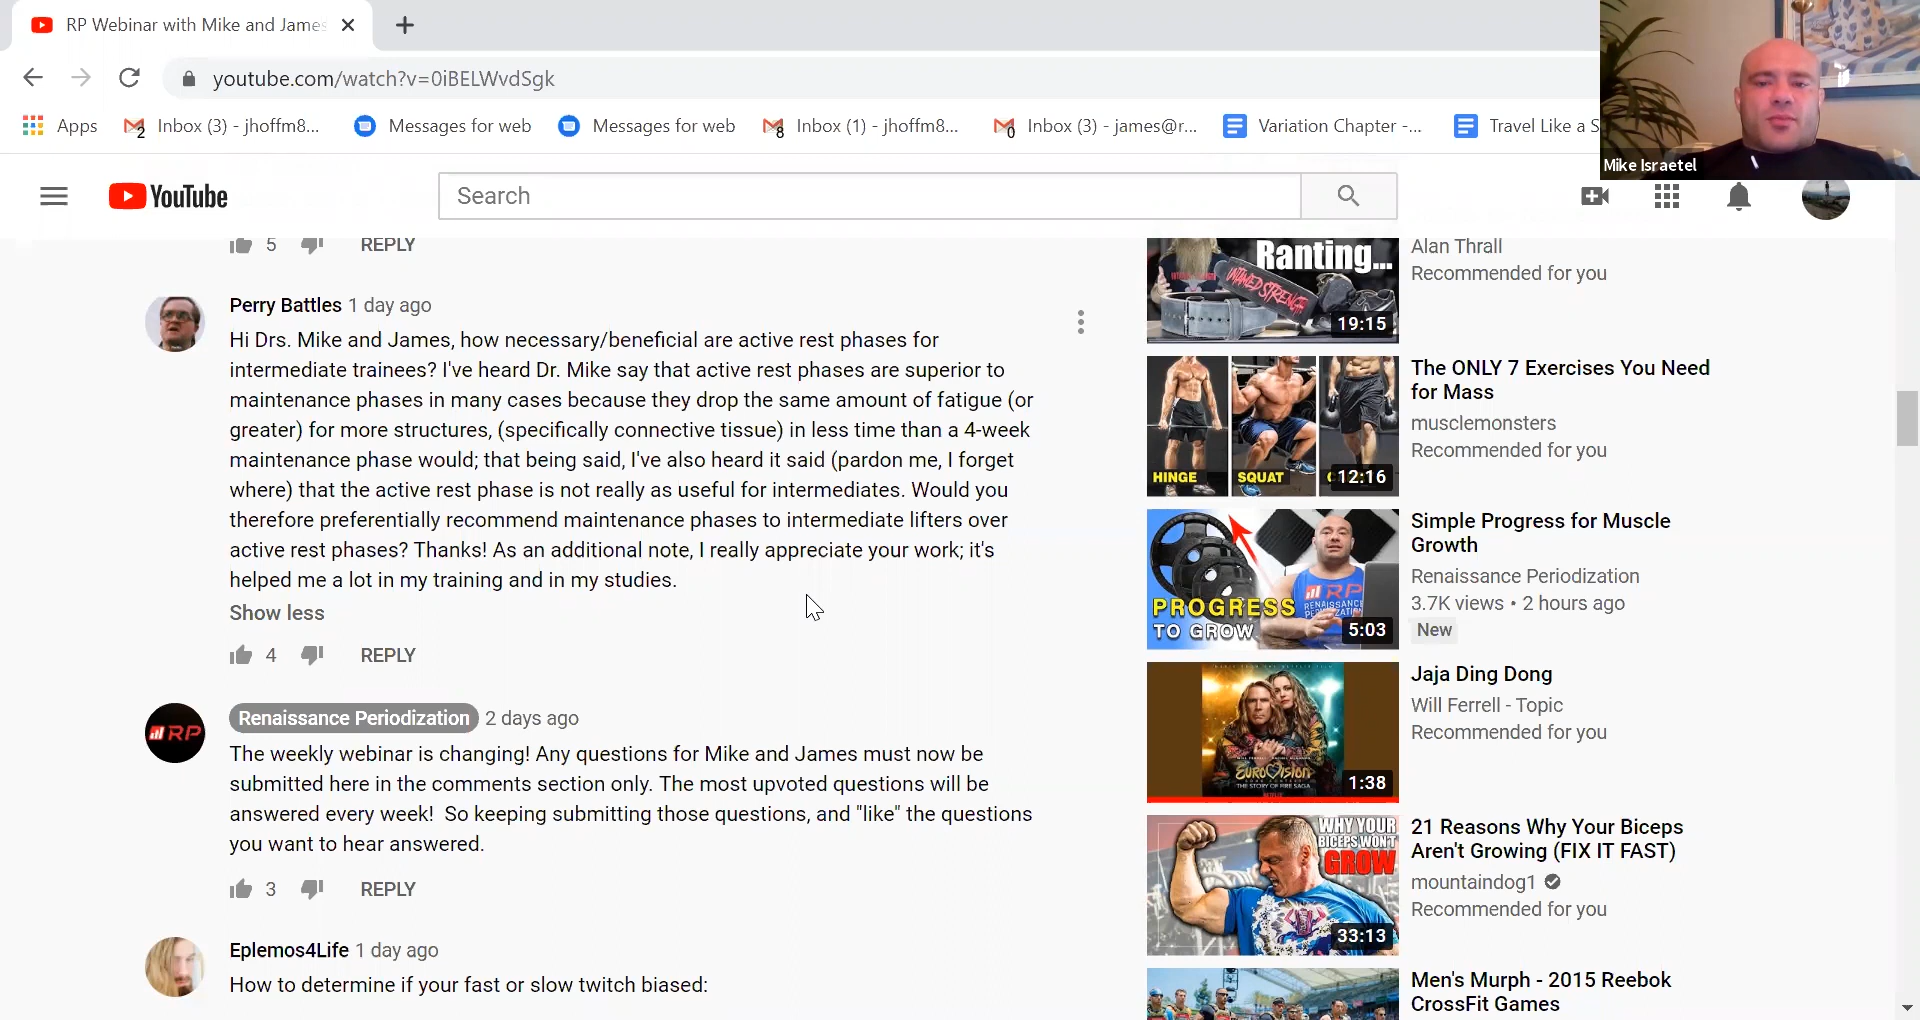 RP Webinar with Mike and James
youtube.com/watch?v=0iBELWvdSgk
Apps
2
Inbox (3) - jhoffm8...
Messages for web
Messages for web
8
Inbox (1) - jhoffm8...
0
Inbox (3) - james@r...
Variation Chapter -...
Travel Like a S
Mike Israetel
YouTube
Search
5 REPLY
Perry Battles 1 day ago
Hi Drs. Mike and James, how necessary/beneficial are active rest phases for
intermediate trainees? I've heard Dr. Mike say that active rest phases are superior to
maintenance phases in many cases because they drop the same amount of fatigue (or
greater) for more structures, (specifically connective tissue) in less time than a 4-week
maintenance phase would; that being said, I've also heard it said (pardon me, I forget
where) that the active rest phase is not really as useful for intermediates. Would you
therefore preferentially recommend maintenance phases to intermediate lifters over
active rest phases? Thanks! As an additional note, I really appreciate your work; it's
helped me a lot in my training and in my studies.
Show less
4 REPLY
RP
Renaissance Periodization 2 days ago
The weekly webinar is changing! Any questions for Mike and James must now be
submitted here in the comments section only. The most upvoted questions will be
answered every week! So keeping submitting those questions, and "like" the questions
you want to hear answered.
3 REPLY
Eplemos4Life 1 day ago
How to determine if your fast or slow twitch biased:
Ranting...
UNTAMED STRENGTH
19:15
Alan Thrall
Recommended for you
HINGE
SQUAT
12:16
The ONLY 7 Exercises You Need
for Mass
musclemonsters
Recommended for you
RP
RENAISSANCE
PROGRESS
TO GROW
5:03
Simple Progress for Muscle
Growth
Renaissance Periodization
3.7K views • 2 hours ago
New
EUROVISION
THE STORY OF FIRE SAGA
1:38
Jaja Ding Dong
Will Ferrell - Topic
Recommended for you
WHY YOUR
BICEPS WON'T
GROW
33:13
21 Reasons Why Your Biceps
Aren't Growing (FIX IT FAST)
mountaindog1
Recommended for you
Men's Murph - 2015 Reebok
CrossFit Games